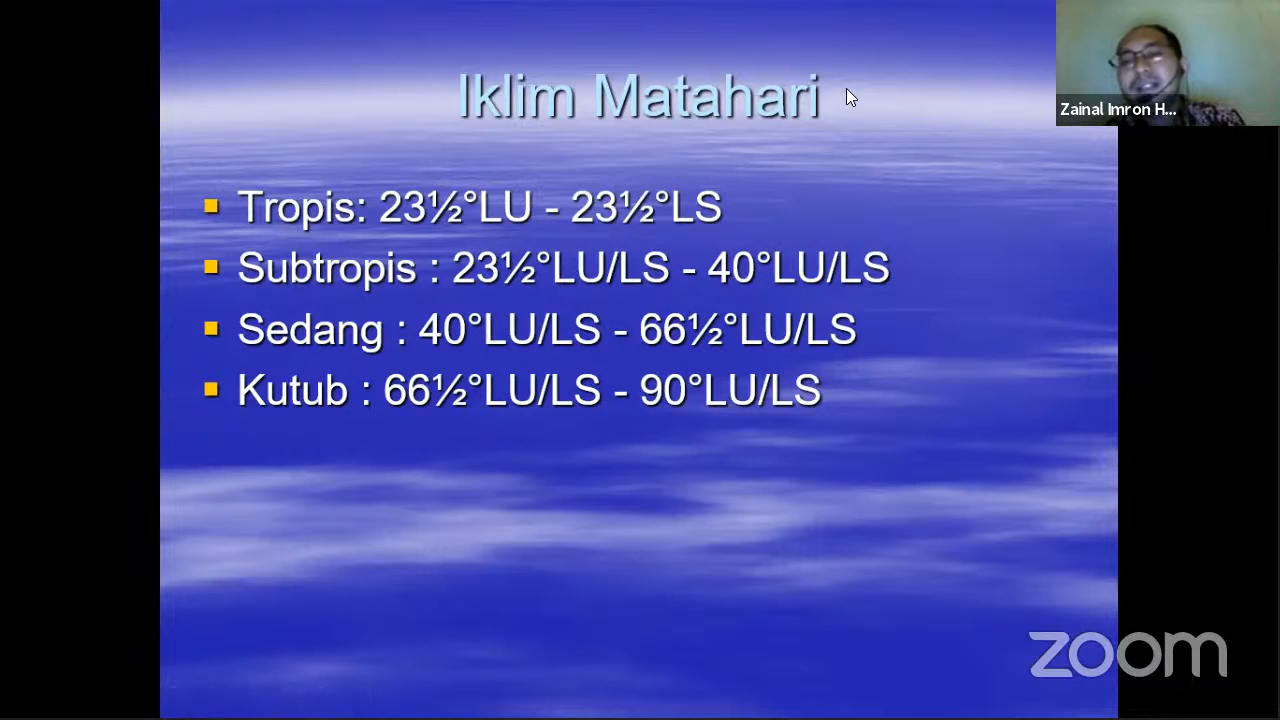 Iklim Matahari
Zainal Imron H...
Tropis: 23½°LU - 23½°LS
Subtropis : 23½°LU/LS - 40°LU/LS
Sedang : 40°LU/LS - 66½°LU/LS
Kutub : 66½°LU/LS - 90°LU/LS
zoom